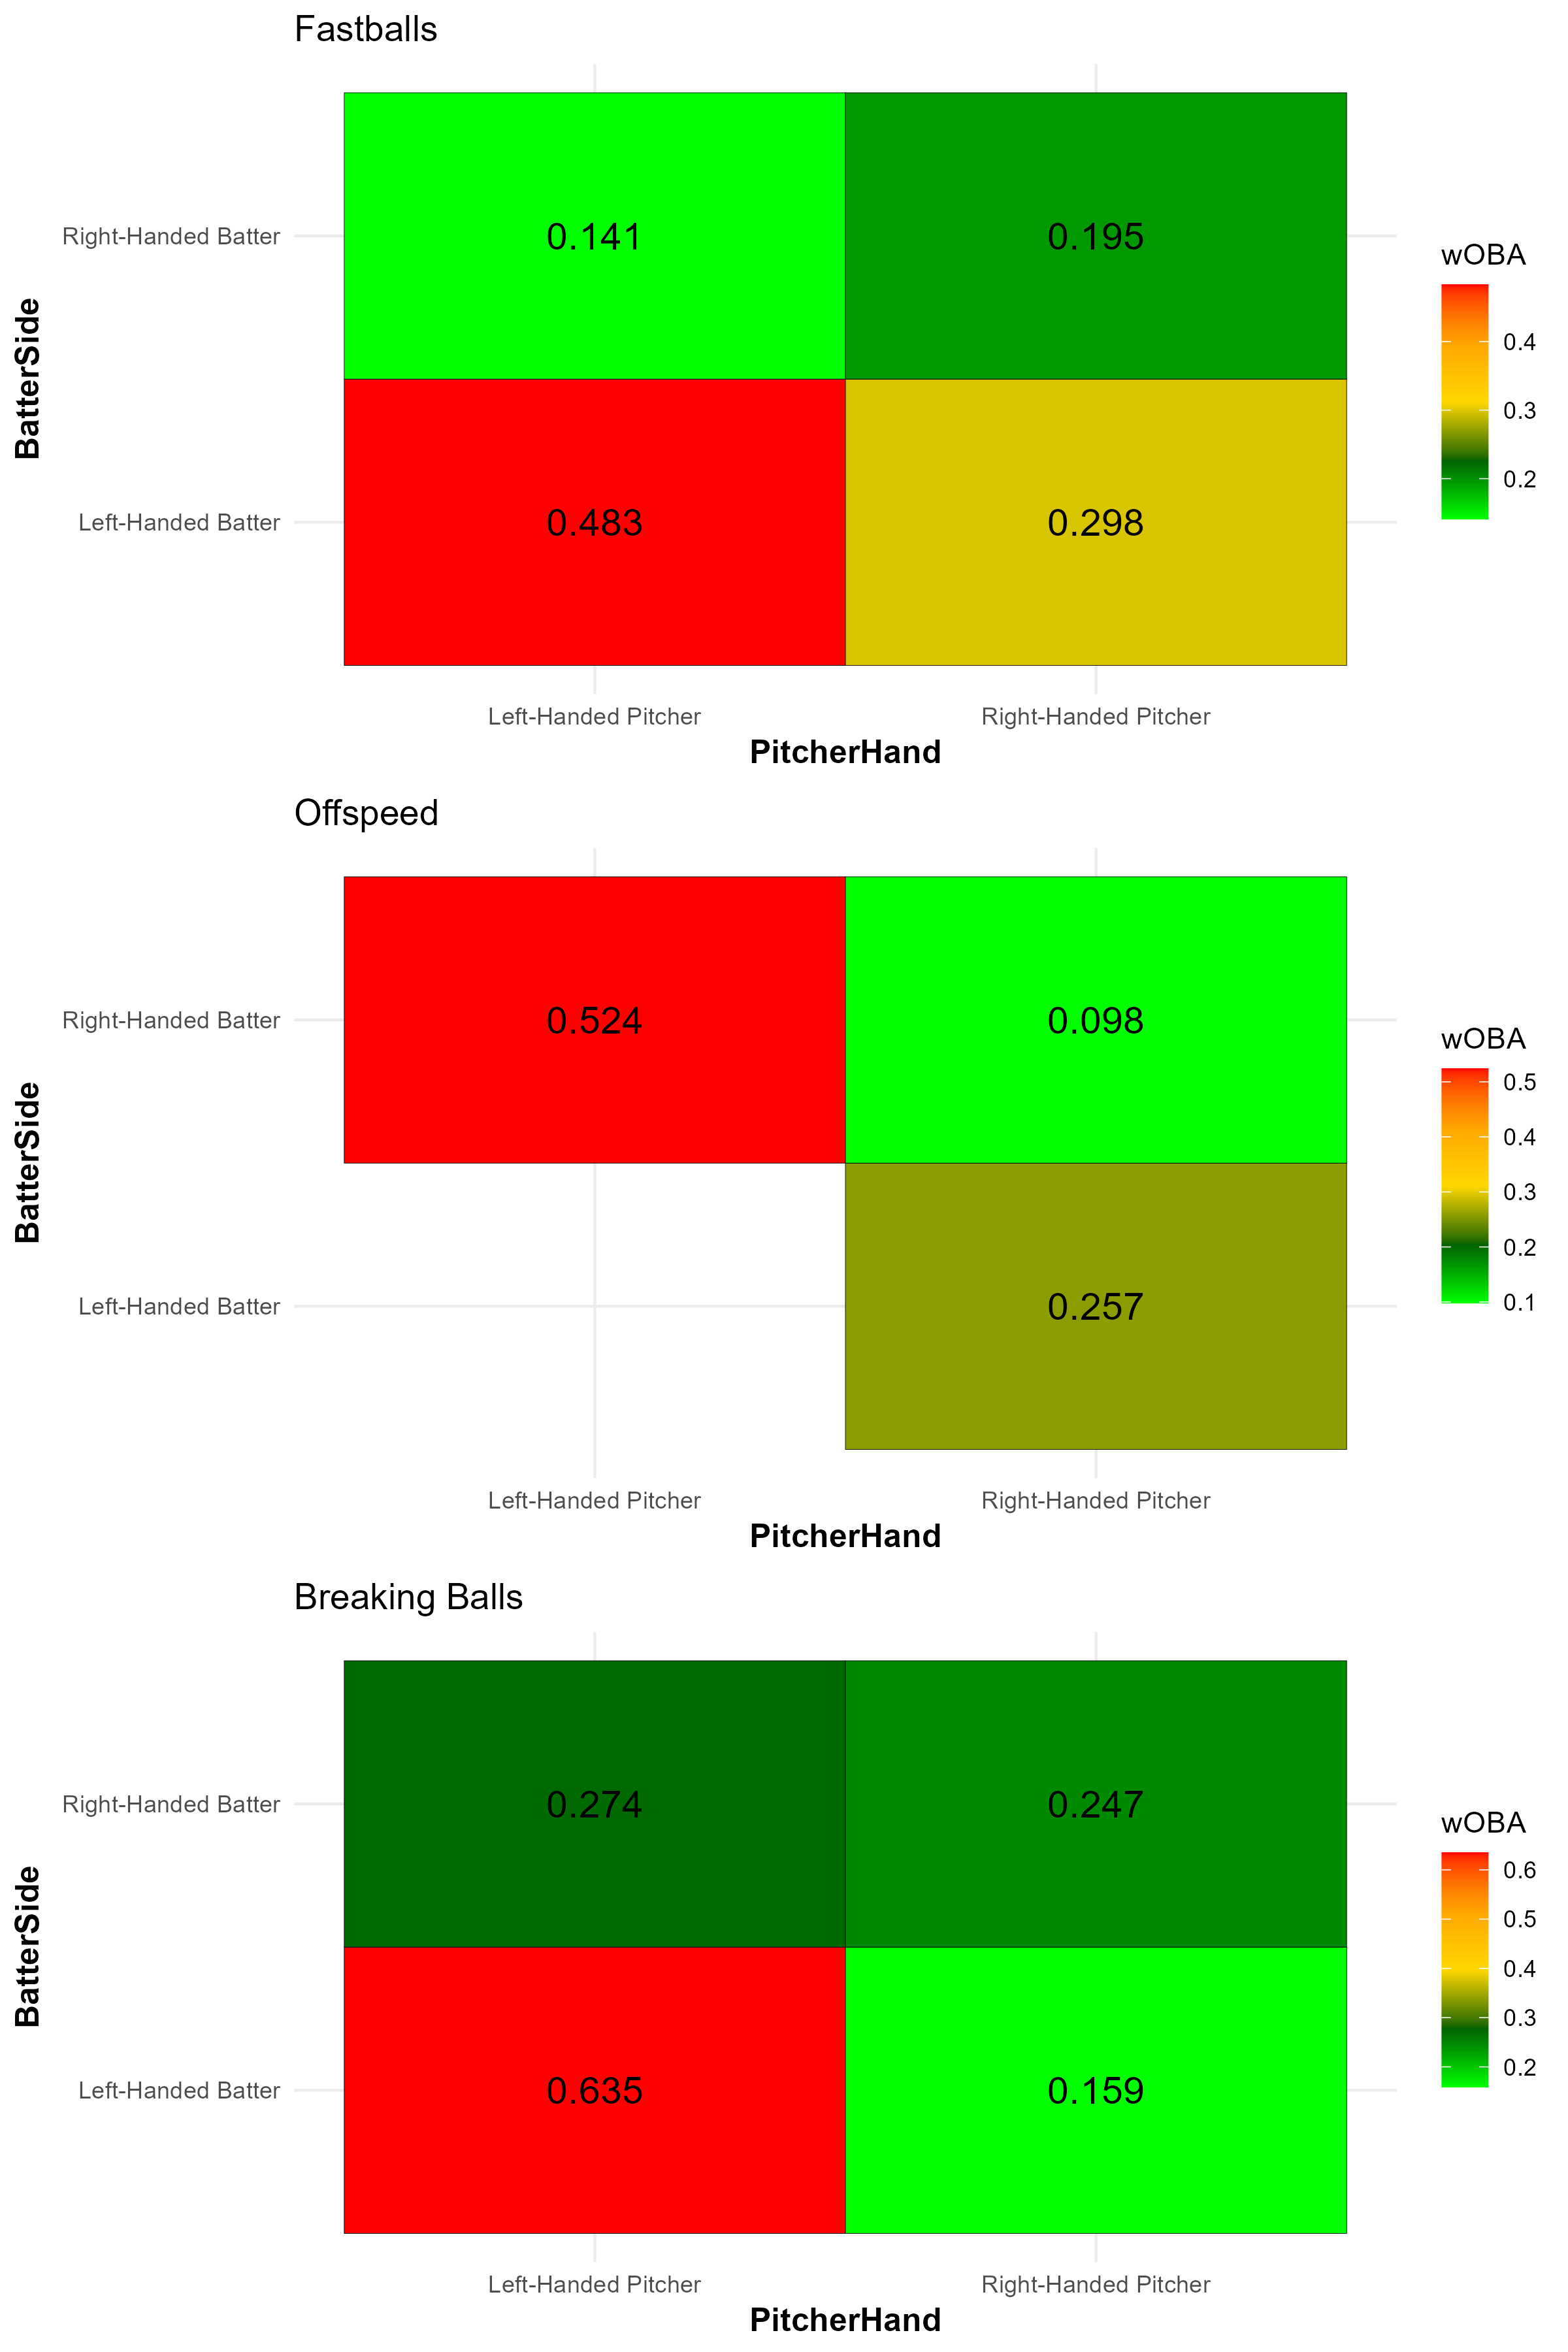 Fastballs
Right-Handed Batter
0.141
0.195
Left-Handed Batter
0.483
0.298
BatterSide
Left-Handed Pitcher
Right-Handed Pitcher
PitcherHand
wOBA
0.4
0.3
0.2
Offspeed
Right-Handed Batter
0.524
0.098
Left-Handed Batter
0.257
BatterSide
Left-Handed Pitcher
Right-Handed Pitcher
PitcherHand
wOBA
0.5
0.4
0.3
0.2
0.1
Breaking Balls
Right-Handed Batter
0.274
0.247
Left-Handed Batter
0.635
0.159
BatterSide
Left-Handed Pitcher
Right-Handed Pitcher
PitcherHand
wOBA
0.6
0.5
0.4
0.3
0.2